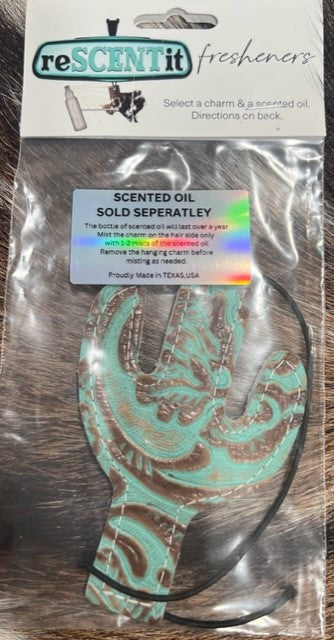 reSCENTit fresheners
Select a charm & a scented oil.
Directions on back.
SCENTED OIL
SOLD SEPERATLEY
The bottle of scented oil will last over a year
Mist the charm on the hair side only
with 1-2 mists of the scented oil.
Remove the hanging charm before
misting as needed.
Proudly Made in TEXAS,USA